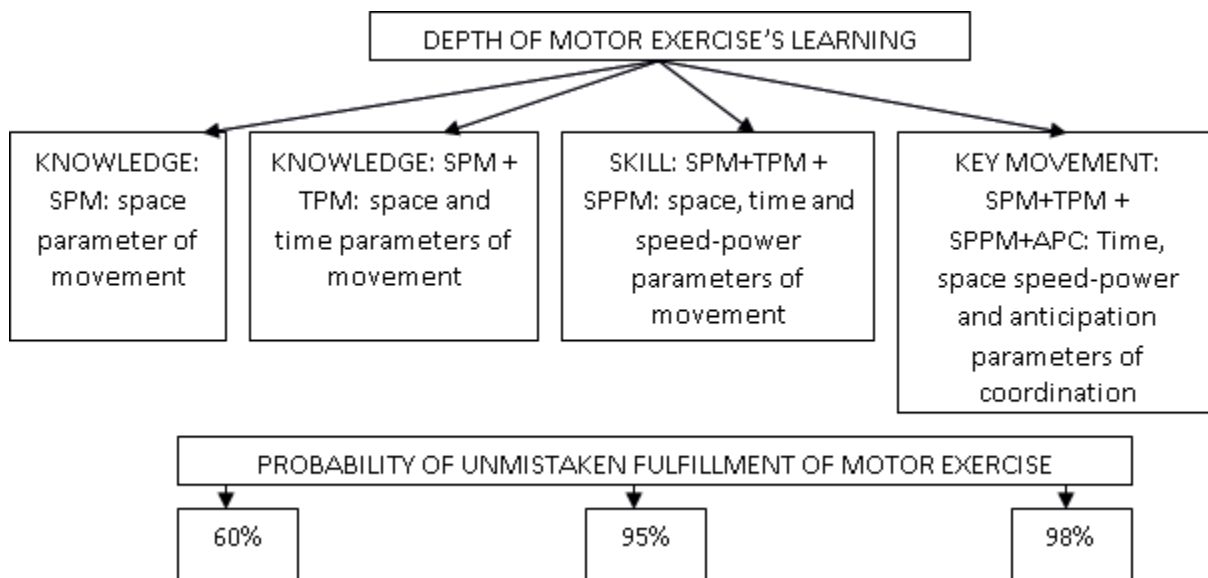 DEPTH OF MOTOR EXERCISE'S LEARNING
KNOWLEDGE:
SPM: space
parameter of
movement
KNOWLEDGE: SPM +
TPM: space and
time parameters of
movement
SKILL: SPM+TPM +
SPPM: space, time and
speed-power
parameters of
movement
KEY MOVEMENT:
SPM+TPM +
SPPM+APC: Time,
space speed-power
and anticipation
parameters of
coordination
PROBABILITY OF UNMISTAKEN FULFILLMENT OF MOTOR EXERCISE
60%
95%
98%